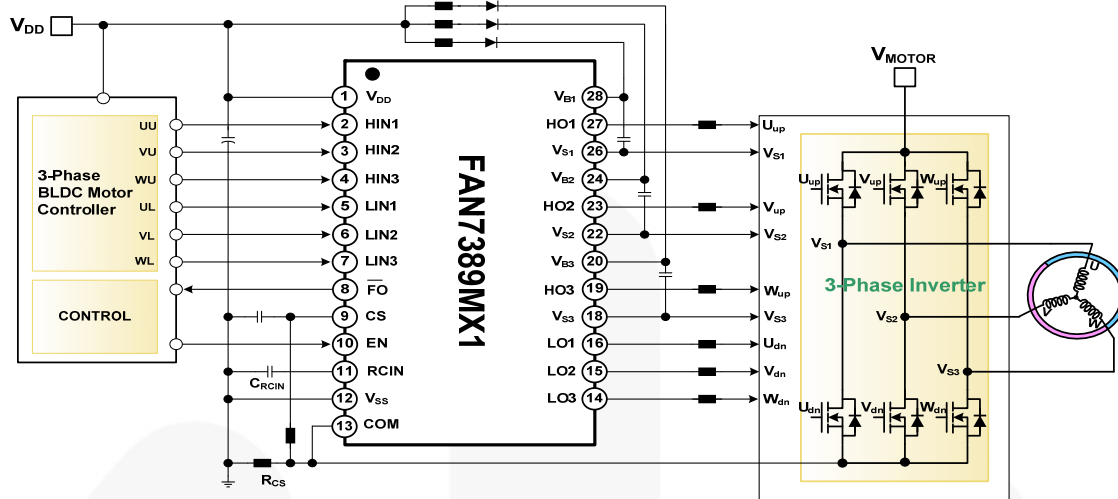 VDD
3-Phase
BLDC Motor
Controller
UU
VU
WU
UL
VL
WL
CONTROL
CRCIN
RCS
1 VDD
2 HIN1
3 HIN2
4 HIN3
5 LIN1
6 LIN2
7 LIN3
8 FO
9 CS
10 EN
11 RCIN
12 VSS
13 COM
FAN7389MX1
VB1 28
HO1 27
VS1 26
VB2 24
HO2 23
VS2 22
VB3 20
HO3 19
VS3 18
LO1 16
LO2 15
LO3 14
Uup
VS1
Vup
VS2
Wup
VS3
Udn
Vdn
Wdn
VMOTOR
Uup Vup Wup
VS1
3-Phase Inverter
VS2
VS3
Udn Vdn Wdn
U
V
W